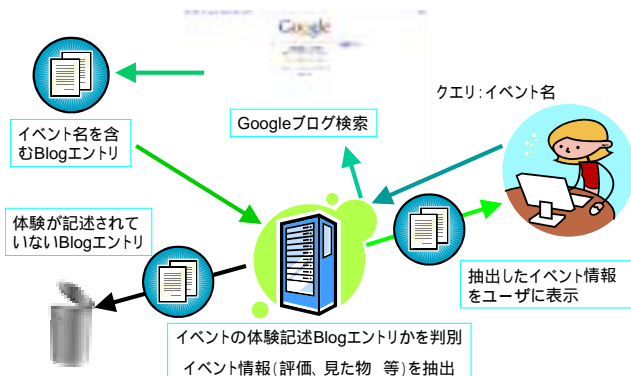 Google
クエリ：イベント名
Googleブログ検索
イベント名を含
むBlogエントリ
体験が記述されて
いないBlogエントリ
抽出したイベント情報
をユーザに表示
イベントの体験記述Blogエントリかを判別
イベント情報（評価、見た物　等）を抽出